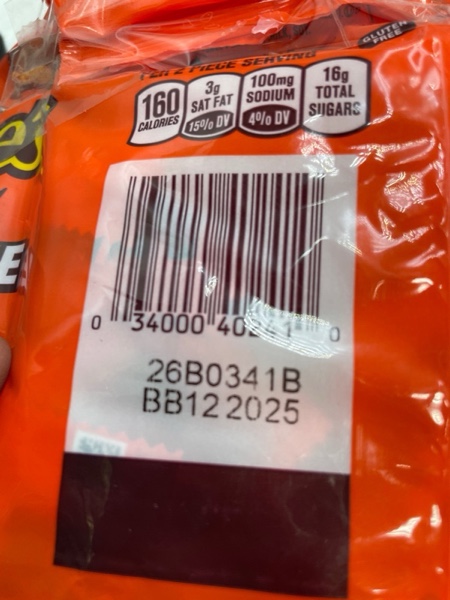 GLUTEN
FREE
PER 2 PIECE SERVING
160
CALORIES
3g
SAT FAT
15% DV
100mg
SODIUM
4% DV
16g
TOTAL
SUGARS
0 34000 40241 0
26B0341B
BB122025